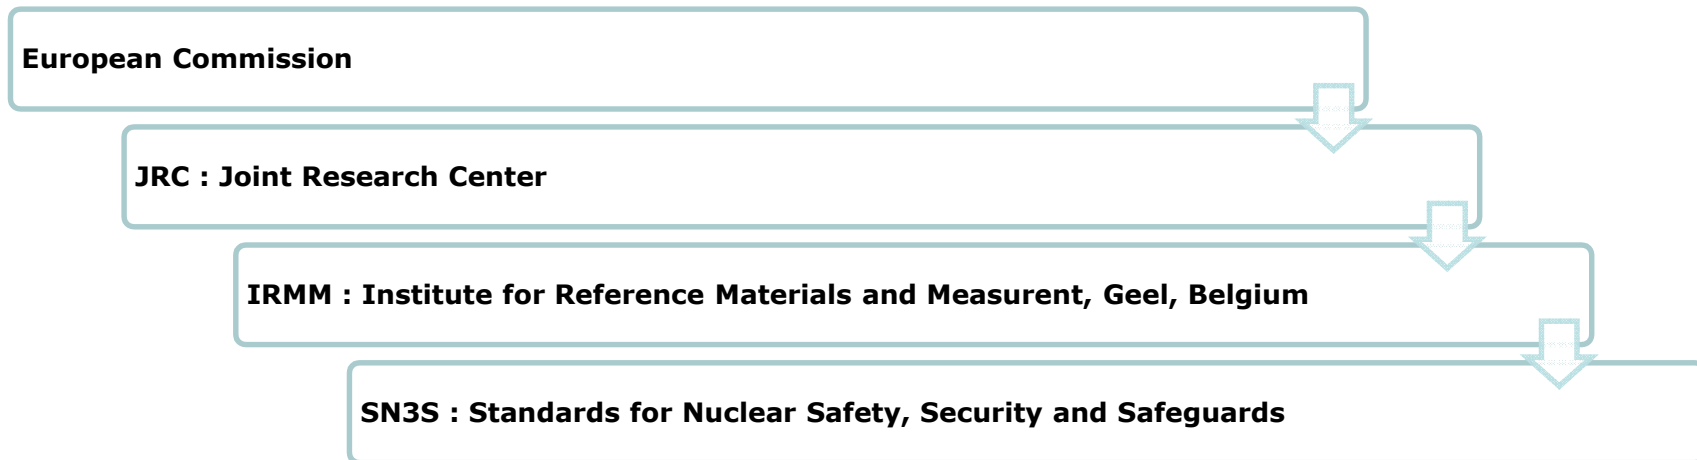 European Commission
JRC : Joint Research Center
IRMM : Institute for Reference Materials and Measurent, Geel, Belgium
SN3S : Standards for Nuclear Safety, Security and Safeguards